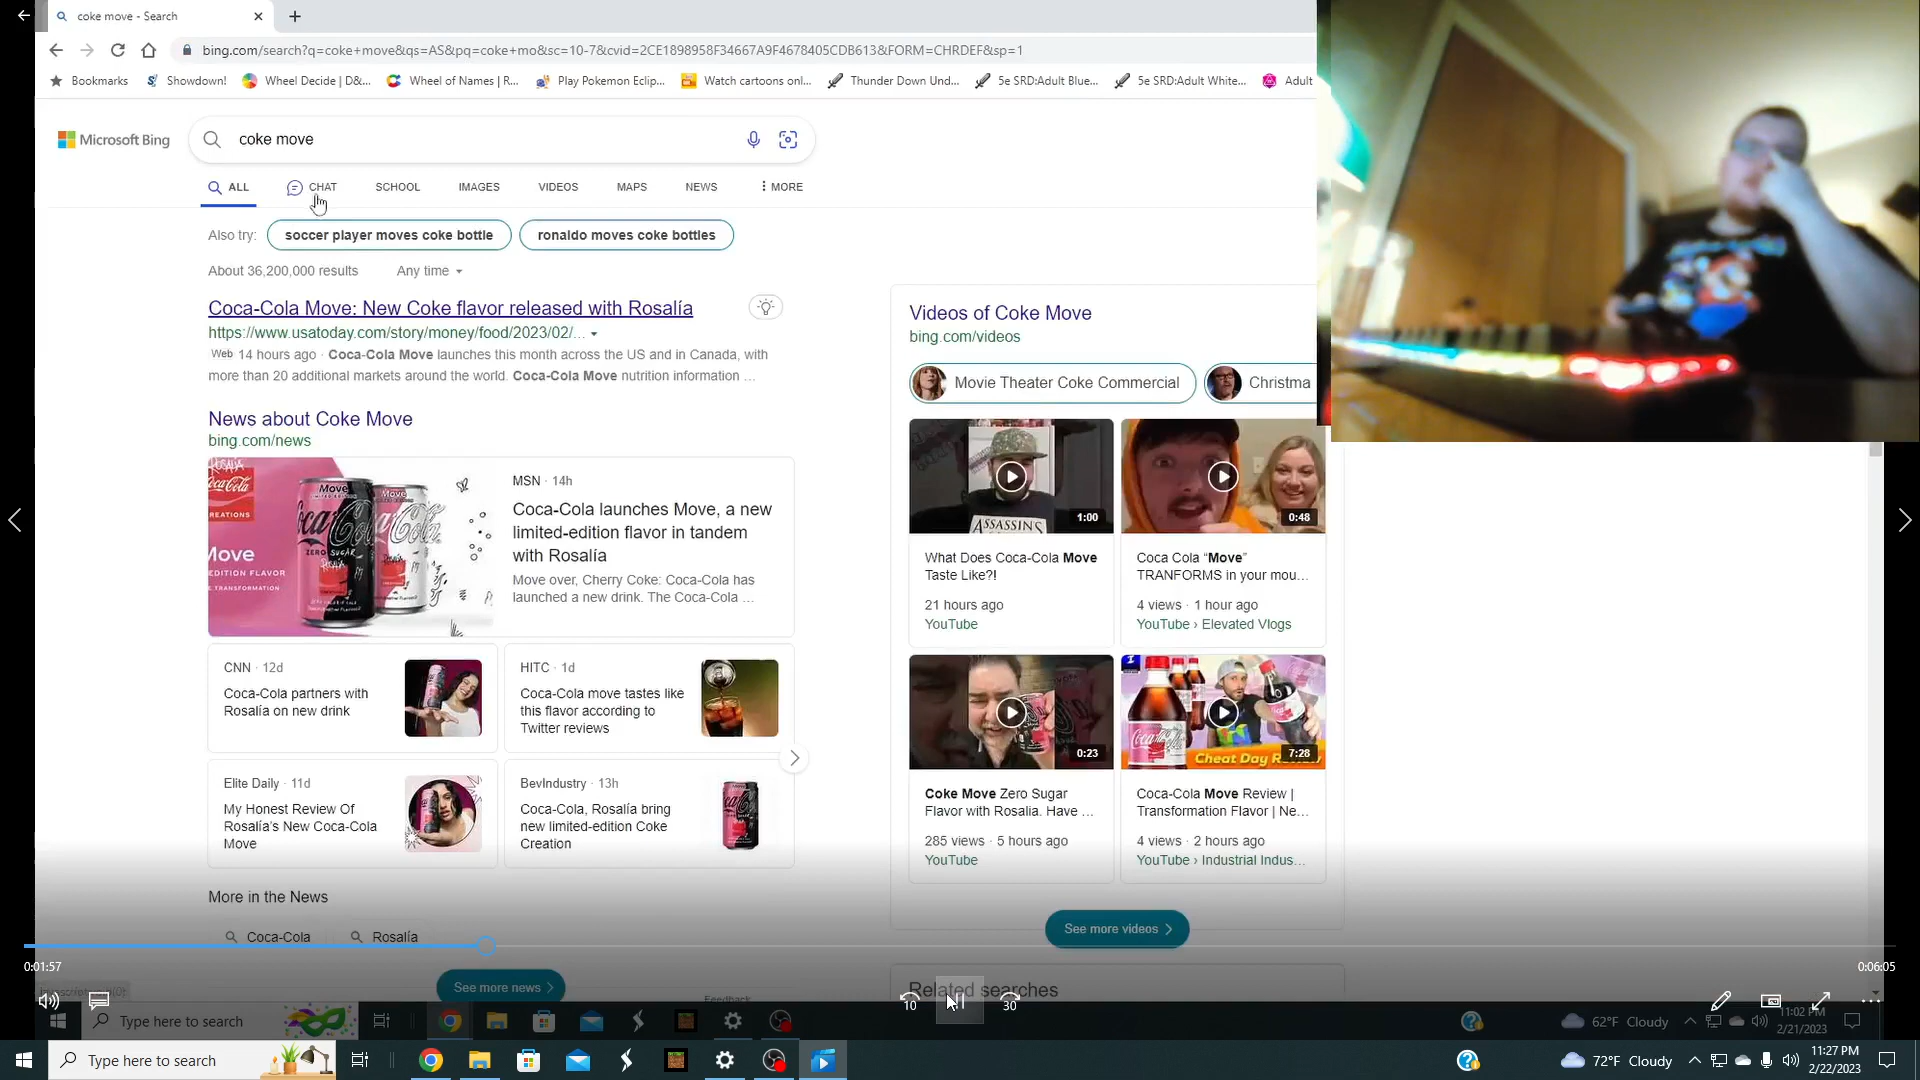 coke move - Search
bing.com/search?q=coke+move&qs=AS&pq=coke+mo&sc=10-7&cvid=2CE1898958F34667A9F4678405CDB613&FORM=CHRDEF&sp=1
Bookmarks Showdown! Wheel Decide | D&... Wheel of Names | R... Play Pokemon Eclip... Watch cartoons onl... Thunder Down Und... 5e SRD:Adult Blue... 5e SRD:Adult White... Adult
Microsoft Bing
coke move
ALL CHAT SCHOOL IMAGES VIDEOS MAPS NEWS MORE
Also try: soccer player moves coke bottle ronaldo moves coke bottles
About 36,200,000 results Any time
Coca-Cola Move: New Coke flavor released with Rosalía
https://www.usatoday.com/story/money/food/2023/02/...
Web 14 hours ago · Coca-Cola Move launches this month across the US and in Canada, with
more than 20 additional markets around the world. Coca-Cola Move nutrition information ...
News about Coke Move
bing.com/news
MSN · 14h
Coca-Cola launches Move, a new
limited-edition flavor in tandem
with Rosalía
Move over, Cherry Coke: Coca-Cola has
launched a new drink. The Coca-Cola ...
CNN · 12d
Coca-Cola partners with
Rosalía on new drink
HITC · 1d
Coca-Cola move tastes like
this flavor according to
Twitter reviews
Elite Daily · 11d
My Honest Review Of
Rosalía's New Coca-Cola
Move
BevIndustry · 13h
Coca-Cola, Rosalía bring
new limited-edition Coke
Creation
More in the News
Coca-Cola Rosalía
See more news
Feedback
Videos of Coke Move
bing.com/videos
Movie Theater Coke Commercial Christma
ASSASSINS
1:00
What Does Coca-Cola Move
Taste Like?!
21 hours ago
YouTube
0:48
Coca Cola “Move”
TRANFORMS in your mou...
4 views · 1 hour ago
YouTube › Elevated Vlogs
0:23
Coke Move Zero Sugar
Flavor with Rosalia. Have ...
285 views · 5 hours ago
YouTube
Cheat Day
7:28
Coca-Cola Move Review |
Transformation Flavor | Ne...
4 views · 2 hours ago
YouTube › Industrial Indus...
See more videos
Related searches
0:01:57 0:06:05
10 30
Type here to search 62°F Cloudy 11:02 PM
2/21/2023
Type here to search 72°F Cloudy 11:27 PM
2/22/2023